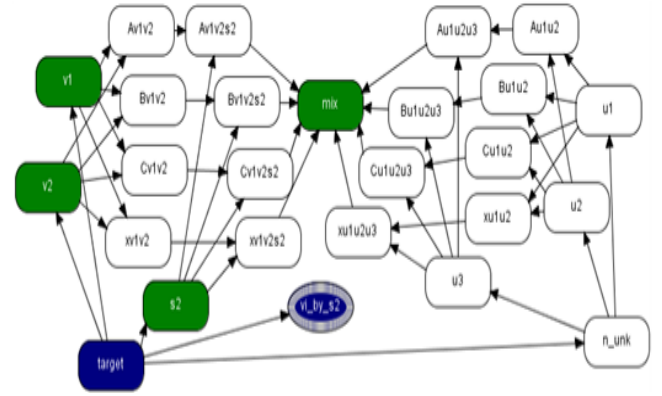 Av1v2
Av1v2s2
Au1u2u3
Au1u2
v1
Bv1v2
Bv1v2s2
mix
Bu1u2u3
Bu1u2
u1
v2
Cv1v2
Cv1v2s2
Cu1u2u3
Cu1u2
xv1v2
xv1v2s2
xu1u2u3
xu1u2
u2
s2
vi_by_s2
u3
target
n_unk